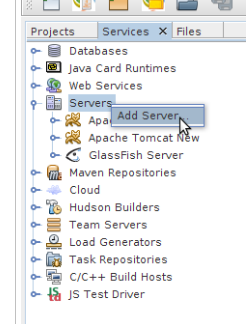 Projects Services × Files
Databases
Java Card Runtimes
Web Services
Servers
Add Server...
Apa
Apache Tomcat New
GlassFish Server
Maven Repositories
Cloud
Hudson Builders
Team Servers
Load Generators
Task Repositories
C/C++ Build Hosts
JS Test Driver